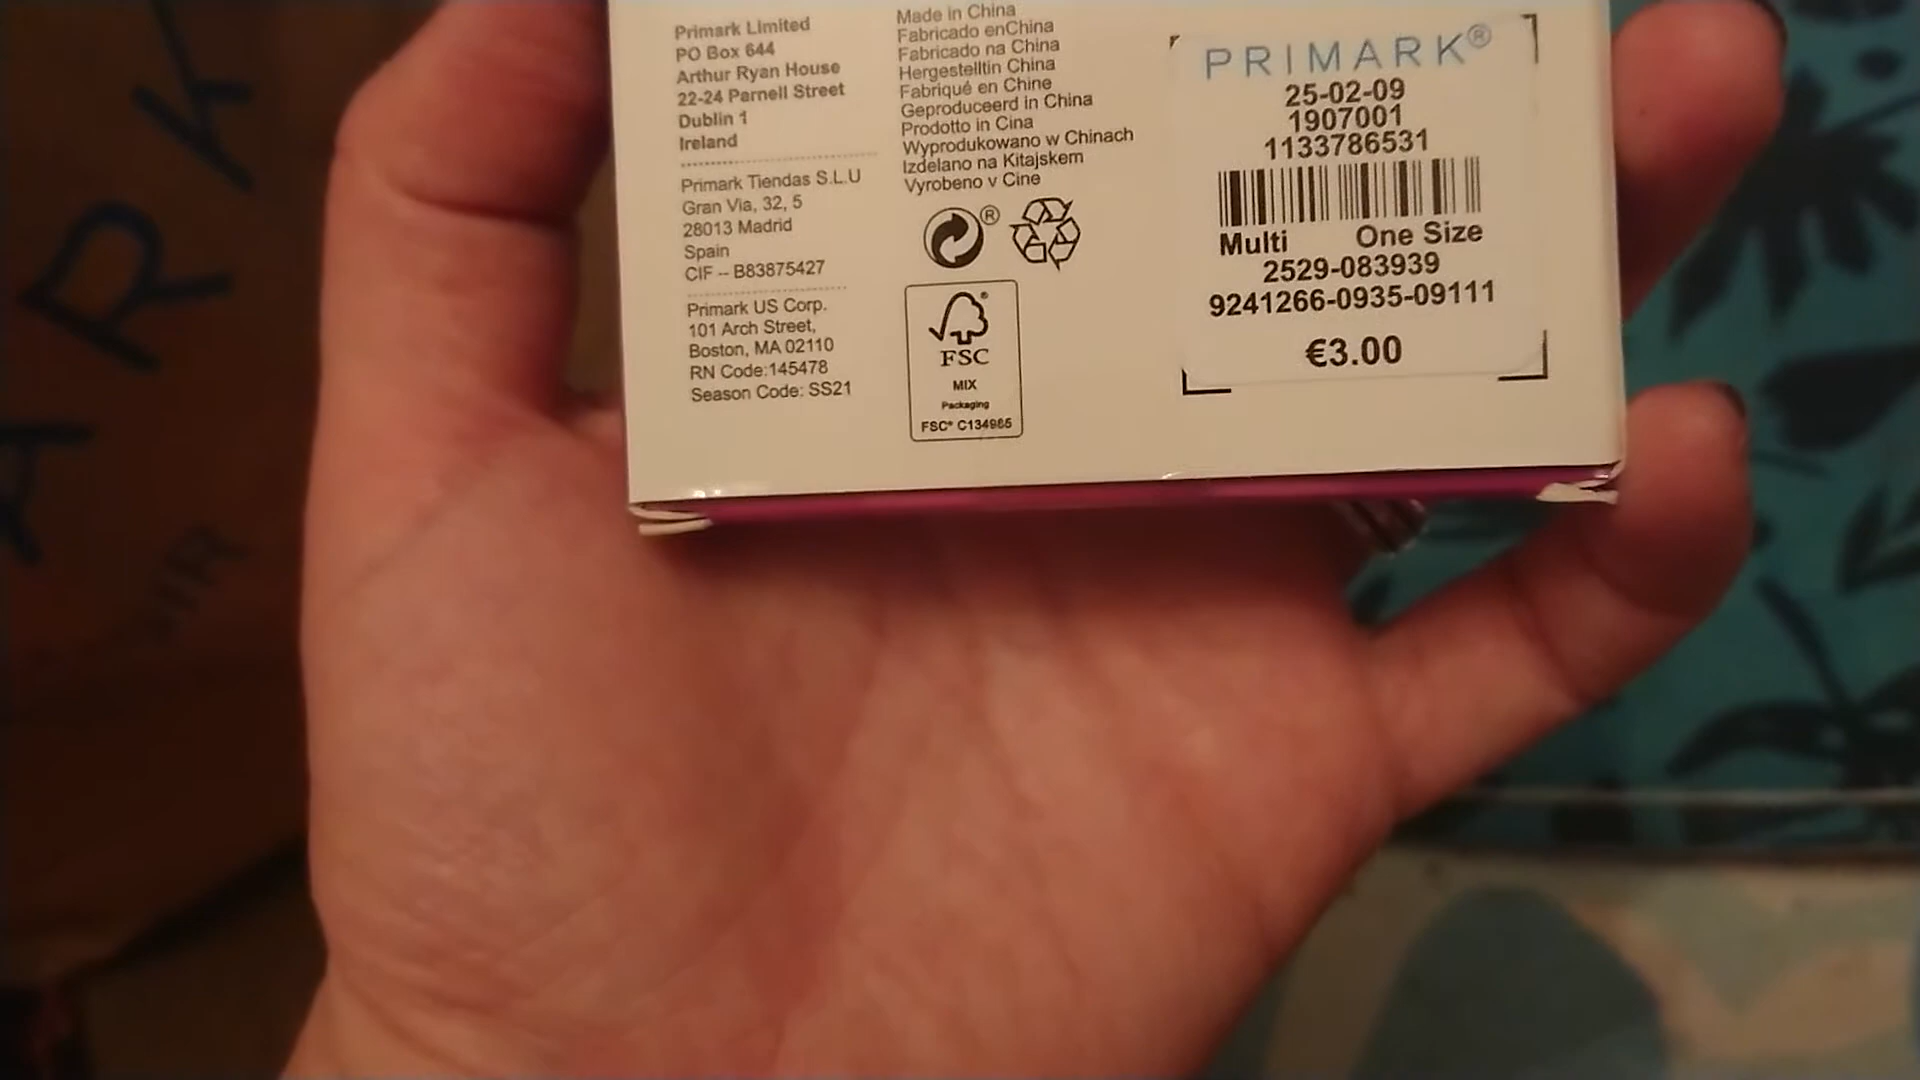 Primark Limited
PO Box 644
Arthur Ryan House
22-24 Parnell Street
Dublin 1
Ireland
Primark Tiendas S.L.U
Gran Via, 32, 5
28013 Madrid
Spain
CIF – B83875427
Primark US Corp.
101 Arch Street,
Boston, MA 02110
RN Code:145478
Season Code: SS21
Made in China
Fabricado enChina
Fabricado na China
Hergestelltin China
Fabriqué en Chine
Geproduceerd in China
Prodotto in Cina
Wyprodukowano w Chinach
Izdelano na Kitajskem
Vyrobeno v Cine
®
®
FSC
MIX
Packaging
FSC® C134965
PRIMARK®
25-02-09
1907001
1133786531
Multi One Size
2529-083939
9241266-0935-09111
€3.00